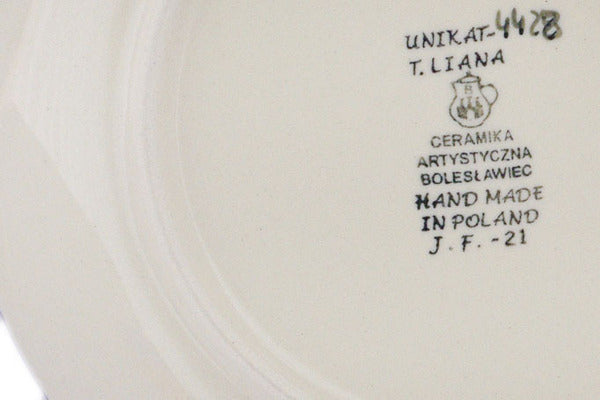 UNIKAT-4428
T. LIANA
B
CERAMIKA
ARTYSTYCZNA
BOLESŁAWIEC
HAND MADE
IN POLAND
J. F. -21